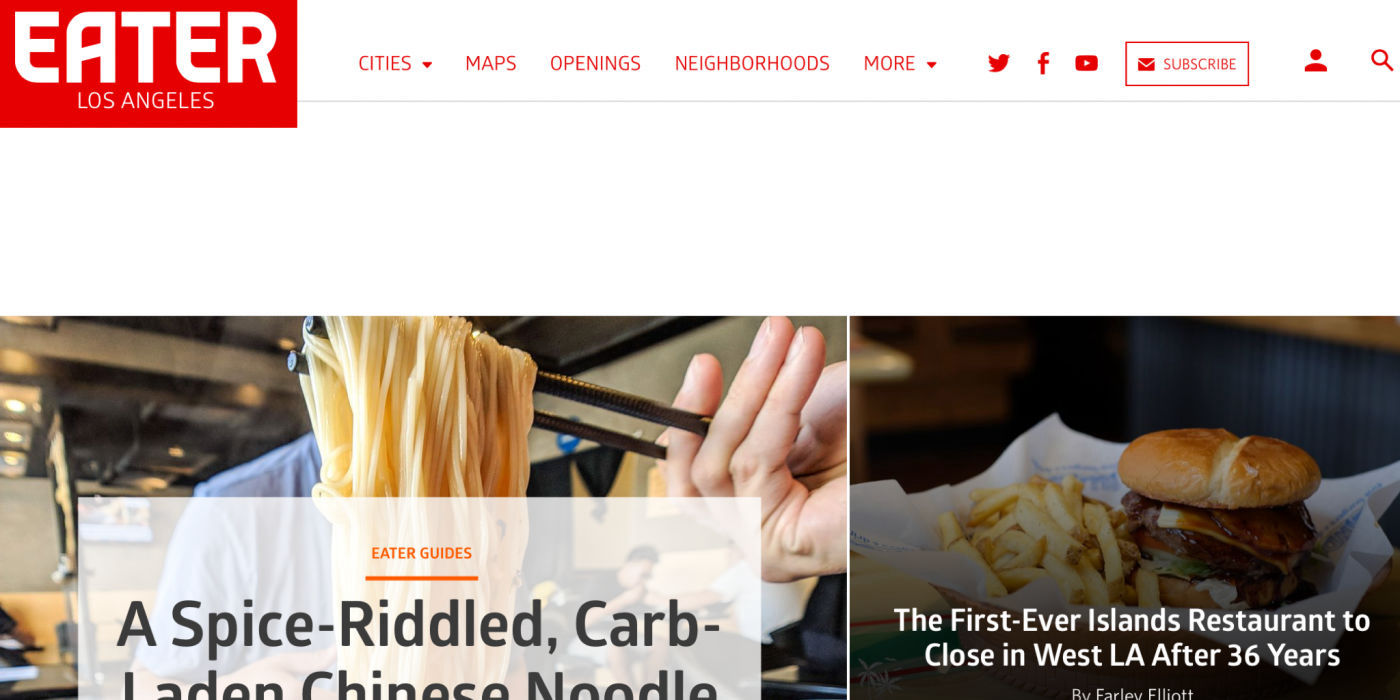 EATER
LOS ANGELES
CITIES
MAPS
OPENINGS
NEIGHBORHOODS
MORE
SUBSCRIBE
EATER GUIDES
A Spice-Riddled, Carb-
Laden Chinese Noodle
The First-Ever Islands Restaurant to
Close in West LA After 36 Years
By Farley Elliott